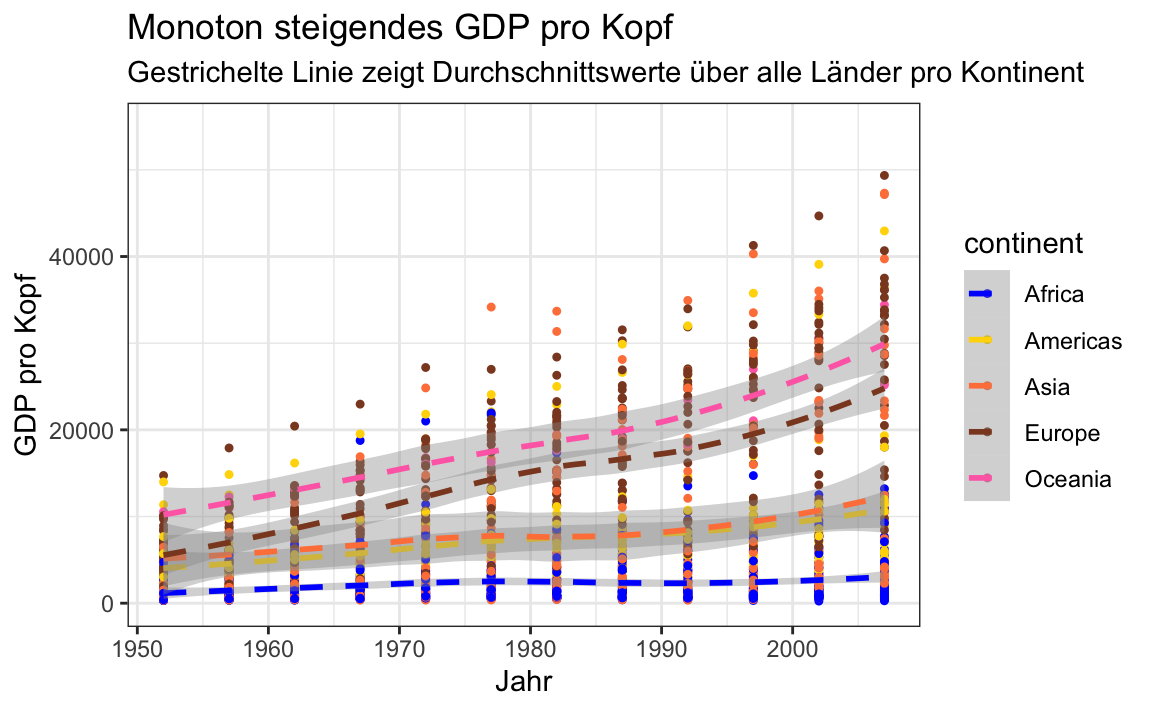 Monoton steigendes GDP pro Kopf
Gestrichelte Linie zeigt Durchschnittswerte über alle Länder pro Kontinent
GDP pro Kopf
40000
20000
0
1950 1960 1970 1980 1990 2000
Jahr
continent
Africa
Americas
Asia
Europe
Oceania